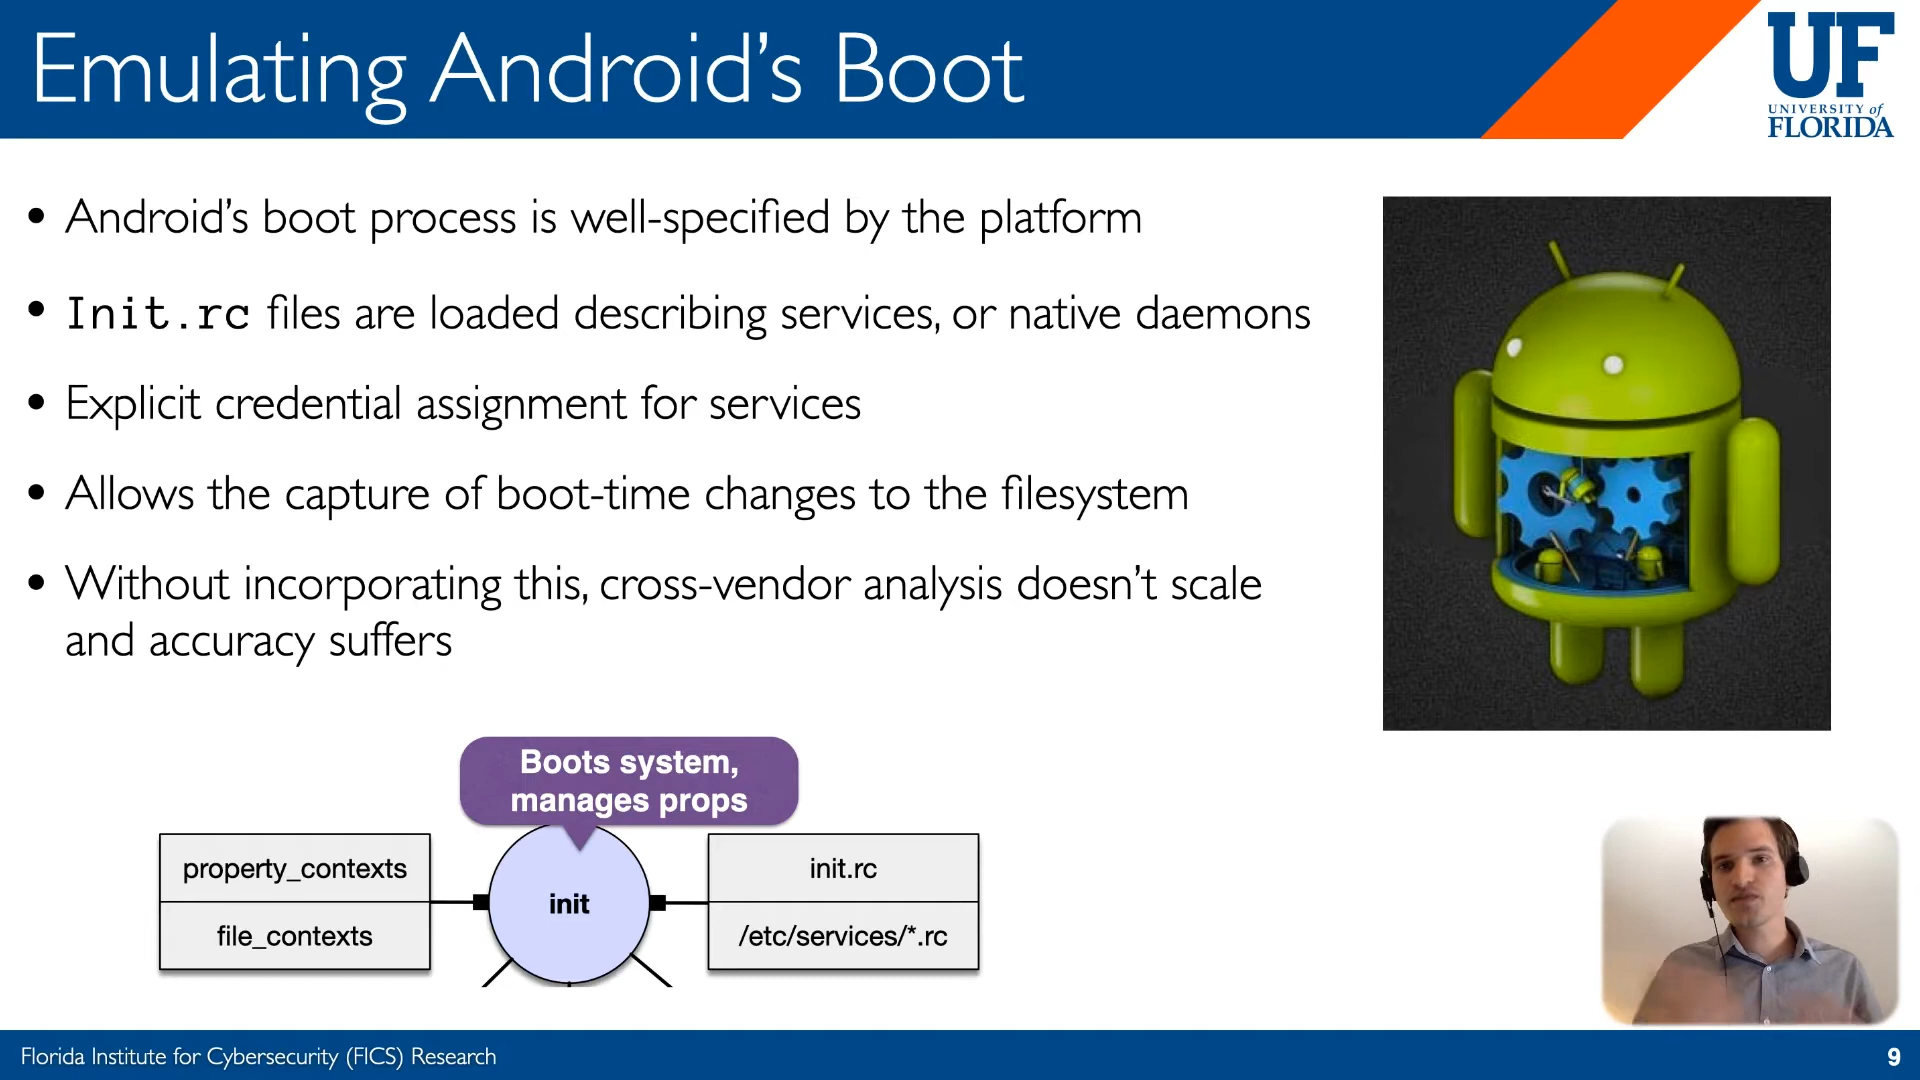 Emulating Android's Boot
UF
UNIVERSITY of
FLORIDA
• Android's boot process is well-specified by the platform
• Init.rc files are loaded describing services, or native daemons
• Explicit credential assignment for services
• Allows the capture of boot-time changes to the filesystem
• Without incorporating this, cross-vendor analysis doesn't scale
and accuracy suffers
Boots system,
manages props
property_contexts
file_contexts
init
init.rc
/etc/services/*.rc
Florida Institute for Cybersecurity (FICS) Research
9